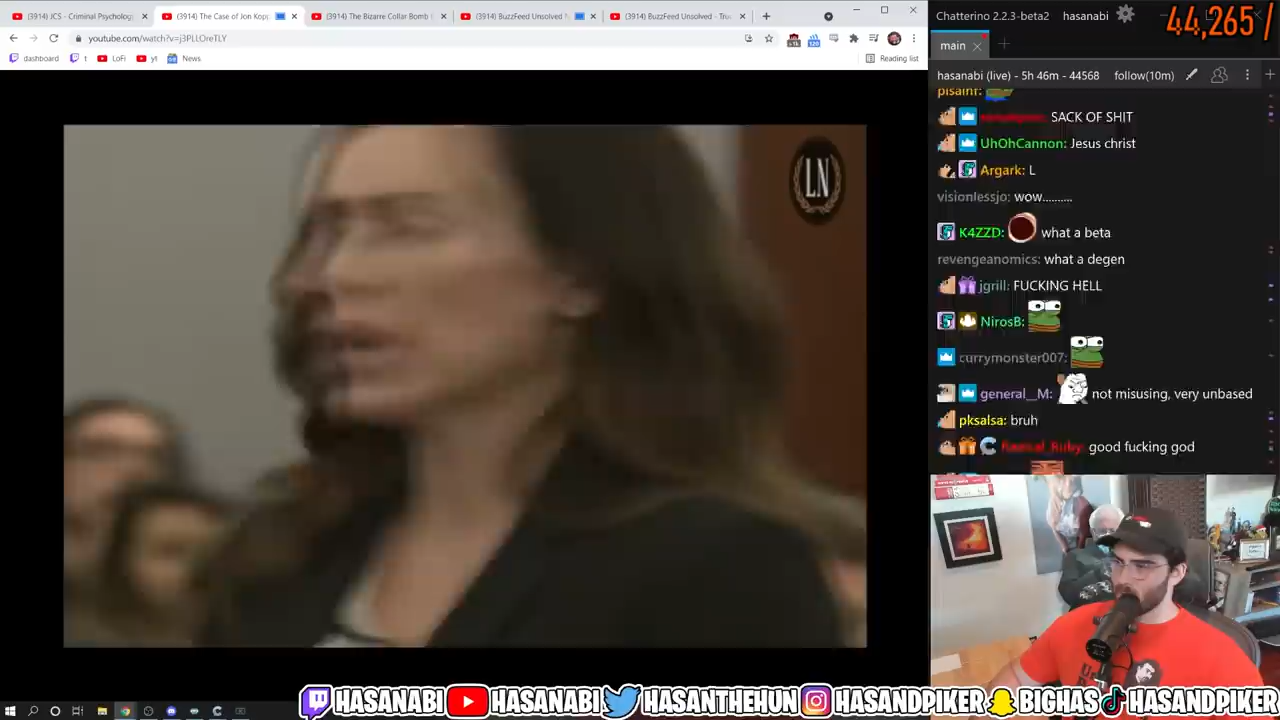 (3914) JCS - Criminal Psycholog
(3914) The Case of Jon Kopp
(3914) The Bizarre Collar Bomb
(3914) BuzzFeed Unsolved
(3914) BuzzFeed Unsolved - Tru
youtube.com/watch?v=j3PLLOreTLY
dashboard
t
LoFi
y!
News
Reading list
LN
Chatterino 2.2.3-beta2
hasanabi
44,265 /
main
hasanabi (live) - 5h 46m - 44568
follow(10m)
SACK OF SHIT
UhOhCannon: Jesus christ
Argark: L
visionlessjo: wow.........
K4ZZD: what a beta
revengeanomics: what a degen
jgrill: FUCKING HELL
NirosB:
currymonster007:
general__M: not misusing, very unbased
pksalsa: bruh
good fucking god
HASANABI
HASANABI
HASANTHEHUN
HASANDPIKER
BIGHAS
HASANDPIKER